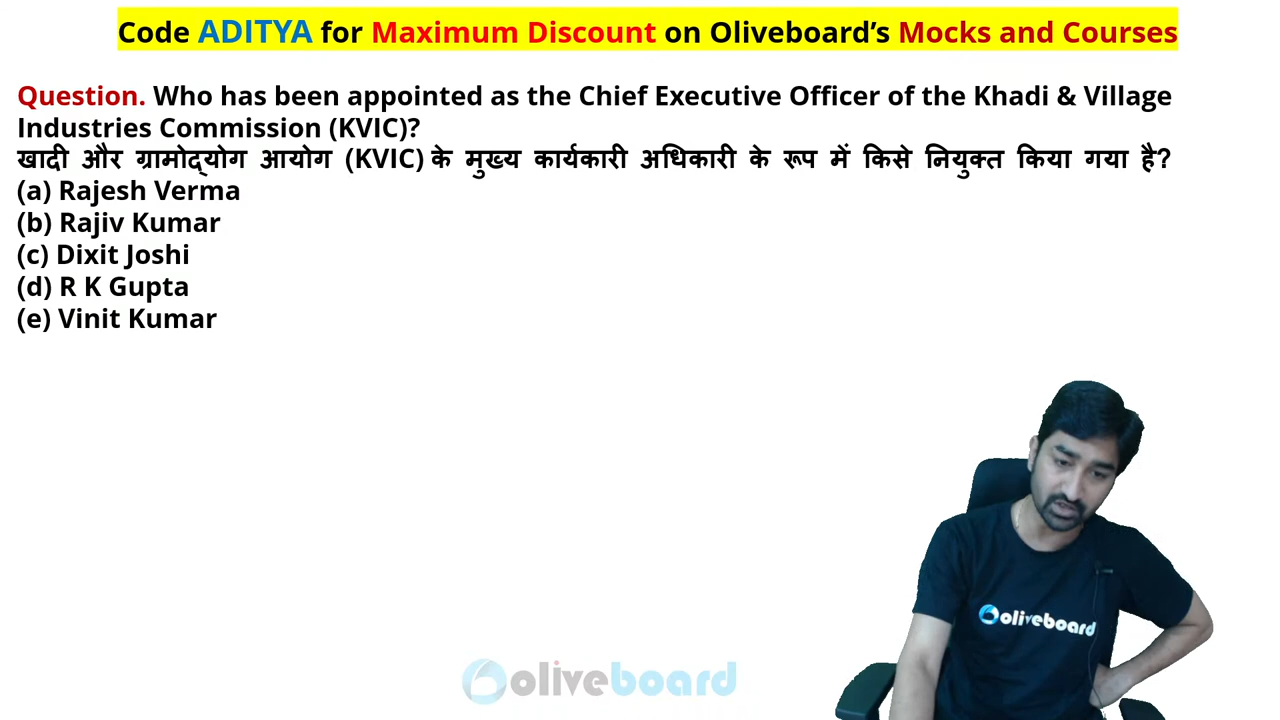 Code ADITYA for Maximum Discount on Oliveboard’s Mocks and Courses
Question. Who has been appointed as the Chief Executive Officer of the Khadi & Village
Industries Commission (KVIC)?
खादी और ग्रामोद्योग आयोग (KVIC) के मुख्य कार्यकारी अधिकारी के रूप में किसे नियुक्त किया गया है?
(a) Rajesh Verma
(b) Rajiv Kumar
(c) Dixit Joshi
(d) R K Gupta
(e) Vinit Kumar
oliveboard
oliveboard